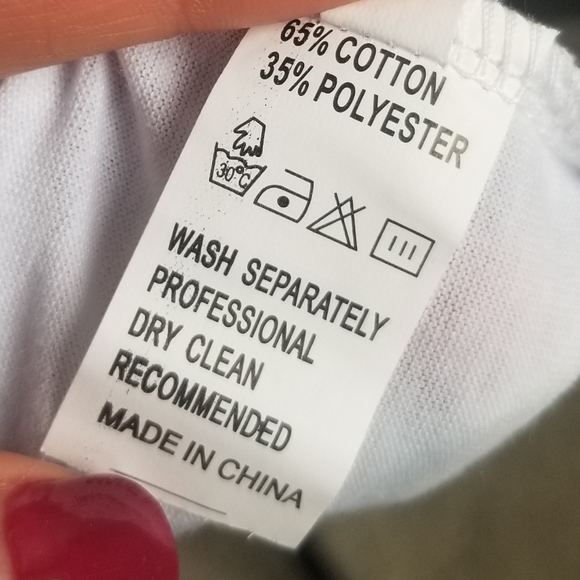 65% COTTON
35% POLYESTER
30°C
WASH SEPARATELY
PROFESSIONAL
DRY CLEAN
RECOMMENDED
MADE IN CHINA